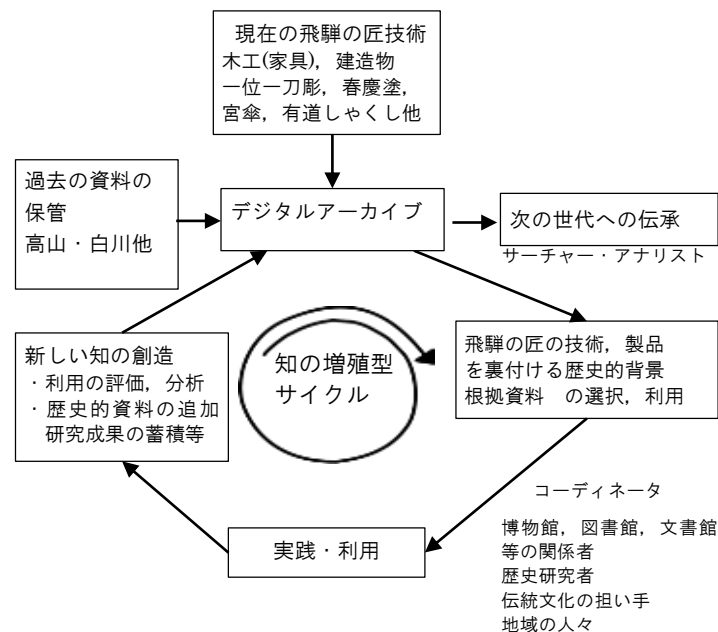 現在の飛騨の匠技術
木工(家具),建造物
一位一刀彫,春慶塗,
宮傘,有道しゃくし他
過去の資料の
保管
高山・白川他
デジタルアーカイブ
次の世代への伝承
サーチャー・アナリスト
新しい知の創造
・利用の評価,分析
・歴史的資料の追加
研究成果の蓄積等
知の増殖型
サイクル
飛騨の匠の技術,製品
を裏付ける歴史的背景
根拠資料 の選択,利用
コーディネータ
博物館,図書館,文書館
等の関係者
歴史研究者
伝統文化の担い手
地域の人々
実践・利用